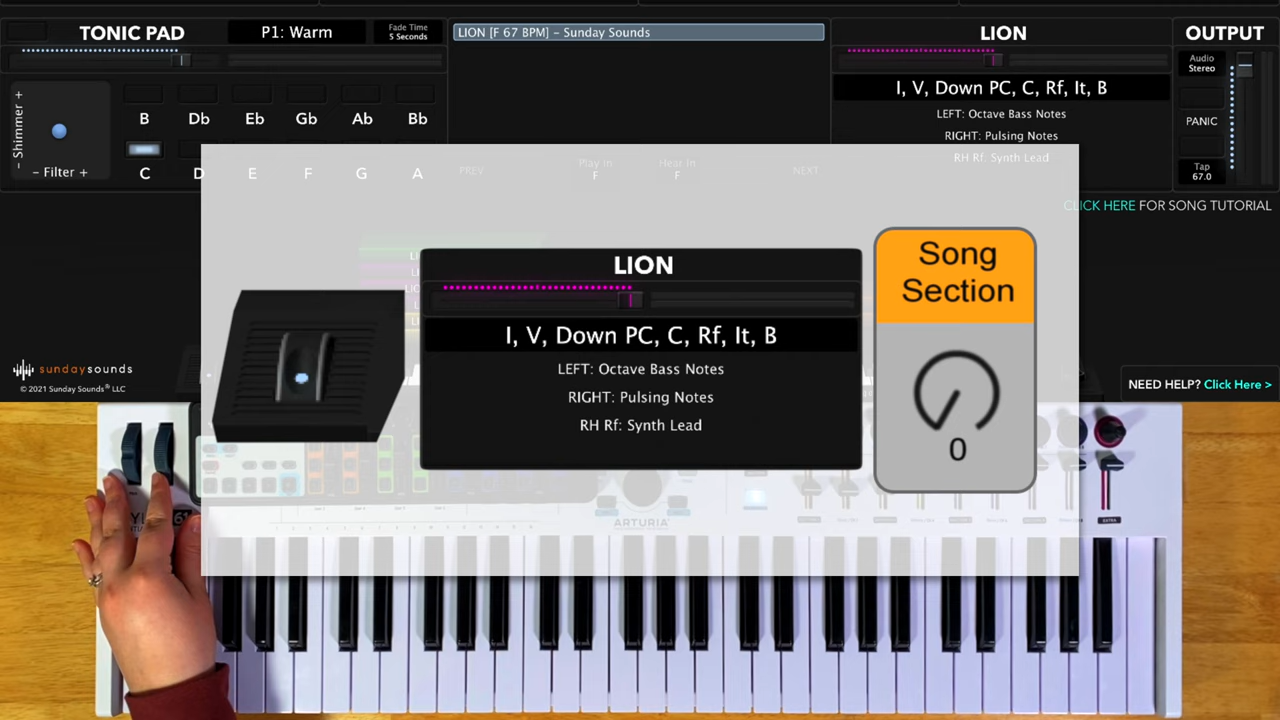 TONIC PAD
P1: Warm
Fade Time
5 Seconds
LION [F 67 BPM] – Sunday Sounds
LION
OUTPUT
Audio
Stereo
I, V, Down PC, C, Rf, It, B
LEFT: Octave Bass Notes
RIGHT: Pulsing Notes
RH Rf: Synth Lead
PANIC
Tap
67.0
– Shimmer +
– Filter +
B Db Eb Gb Ab Bb
C D E F G A
PREV
Play in
F
Hear In
F
NEXT
CLICK HERE FOR SONG TUTORIAL
LION
I, V, Down PC, C, Rf, It, B
LEFT: Octave Bass Notes
RIGHT: Pulsing Notes
RH Rf: Synth Lead
Song
Section
0
sundaysounds
© 2021 Sunday Sounds® LLC
NEED HELP? Click Here >
61
ARTURIA